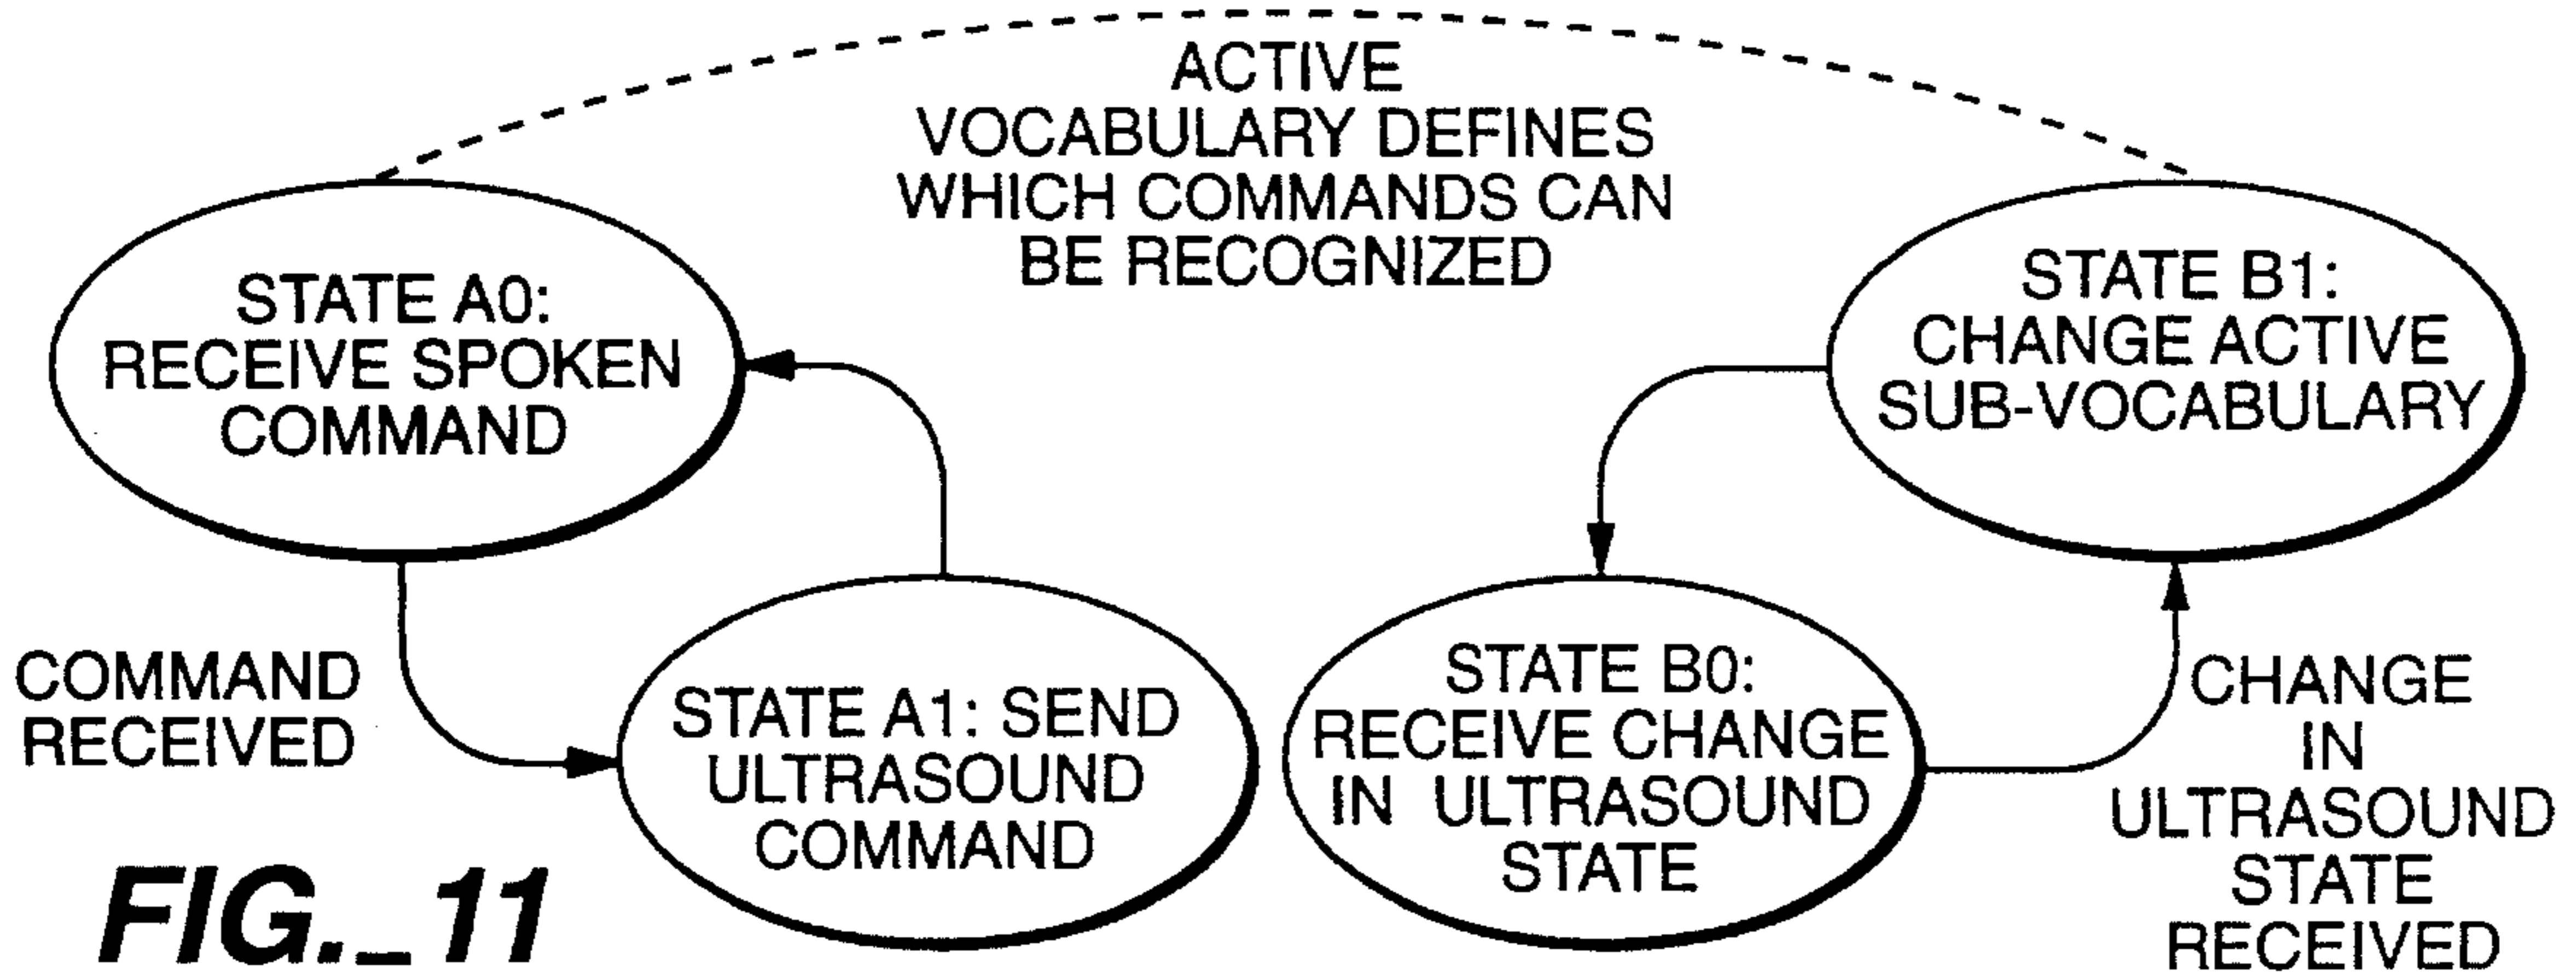 ACTIVE
VOCABULARY DEFINES
WHICH COMMANDS CAN
BE RECOGNIZED
STATE A0:
RECEIVE SPOKEN
COMMAND
STATE B1:
CHANGE ACTIVE
SUB-VOCABULARY
COMMAND
RECEIVED
STATE A1: SEND
ULTRASOUND
COMMAND
STATE B0:
RECEIVE CHANGE
IN ULTRASOUND
STATE
CHANGE
IN
ULTRASOUND
STATE
RECEIVED
FIG._11